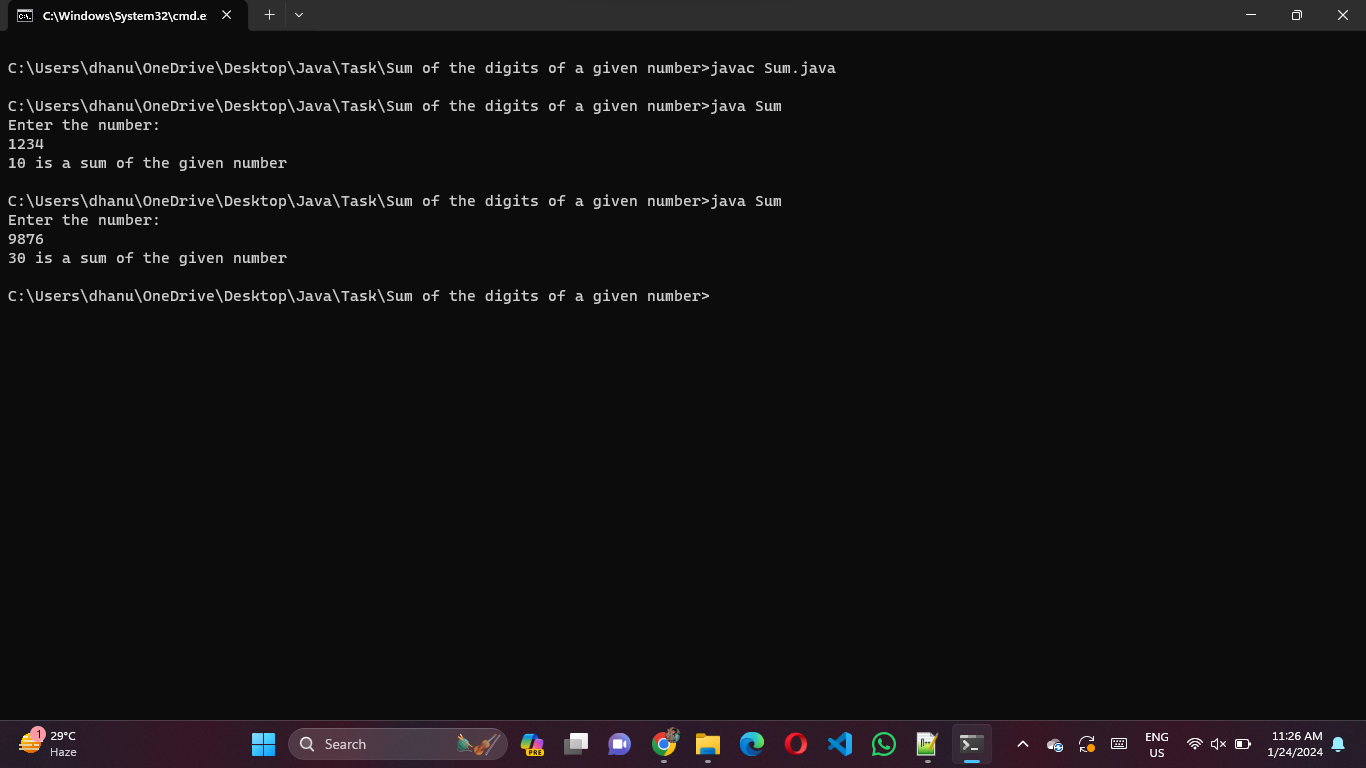 C:\Windows\System32\cmd.e
C:\Users\dhanu\OneDrive\Desktop\Java\Task\Sum of the digits of a given number>javac Sum.java
C:\Users\dhanu\OneDrive\Desktop\Java\Task\Sum of the digits of a given number>java Sum
Enter the number:
1234
10 is a sum of the given number
C:\Users\dhanu\OneDrive\Desktop\Java\Task\Sum of the digits of a given number>java Sum
Enter the number:
9876
30 is a sum of the given number
C:\Users\dhanu\OneDrive\Desktop\Java\Task\Sum of the digits of a given number>
1
29°C
Haze
Search
PRE
ENG
US
11:26 AM
1/24/2024